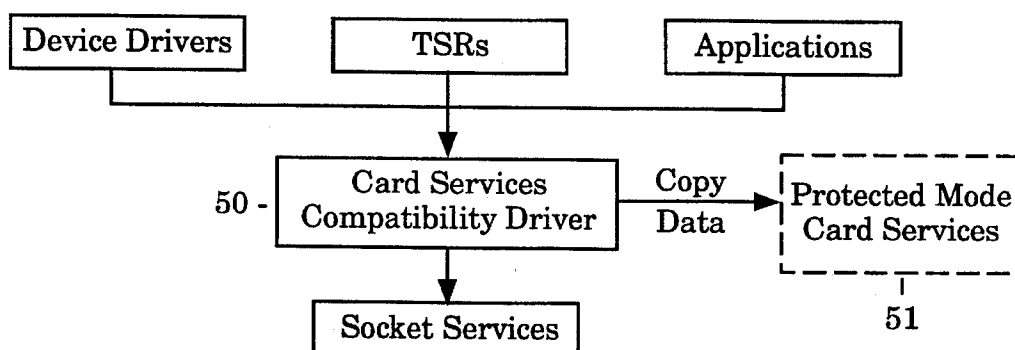 Device Drivers
TSRs
Applications
50 -
Card Services
Compatibility Driver
Copy
Data
Protected Mode
Card Services
51
Socket Services